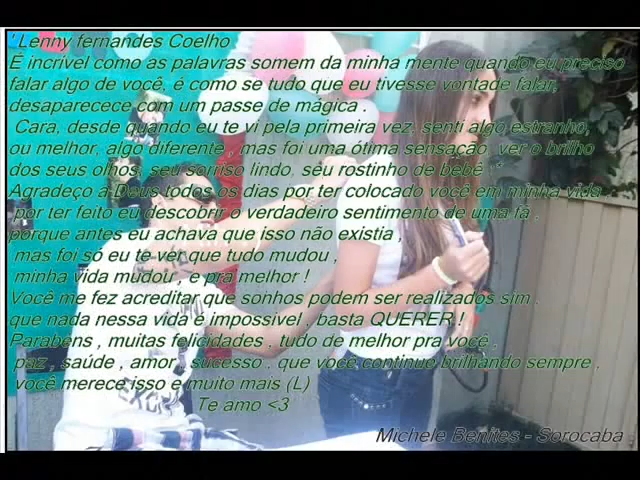 ' Lenny fernandes Coelho
É incrível como as palavras somem da minha mente quando eu preciso
falar algo de você, é como se tudo que eu tivesse vontade falar,
desaparecece com um passe de mágica .
Cara, desde quando eu te vi pela primeira vez, senti algo estranho,
ou melhor, algo diferente , mas foi uma ótima sensação, ver o brilho
dos seus olhos, seu sorriso lindo, seu rostinho de bebê :*
Agradeço a Deus todos os dias por ter colocado você em minha vida
por ter feito eu descobrir o verdadeiro sentimento de uma fã ,
porque antes eu achava que isso não existia ,
mas foi só eu te ver que tudo mudou ,
minha vida mudou , e pra melhor !
Você me fez acreditar que sonhos podem ser realizados sim .
que nada nessa vida é impossivel , basta QUERER !
Parabéns , muitas felicidades , tudo de melhor pra você ,
paz , saúde , amor , sucesso . que você continue brilhando sempre .
você merece isso e muito mais (L)
Te amo <3
Michele Benites - Sorocaba